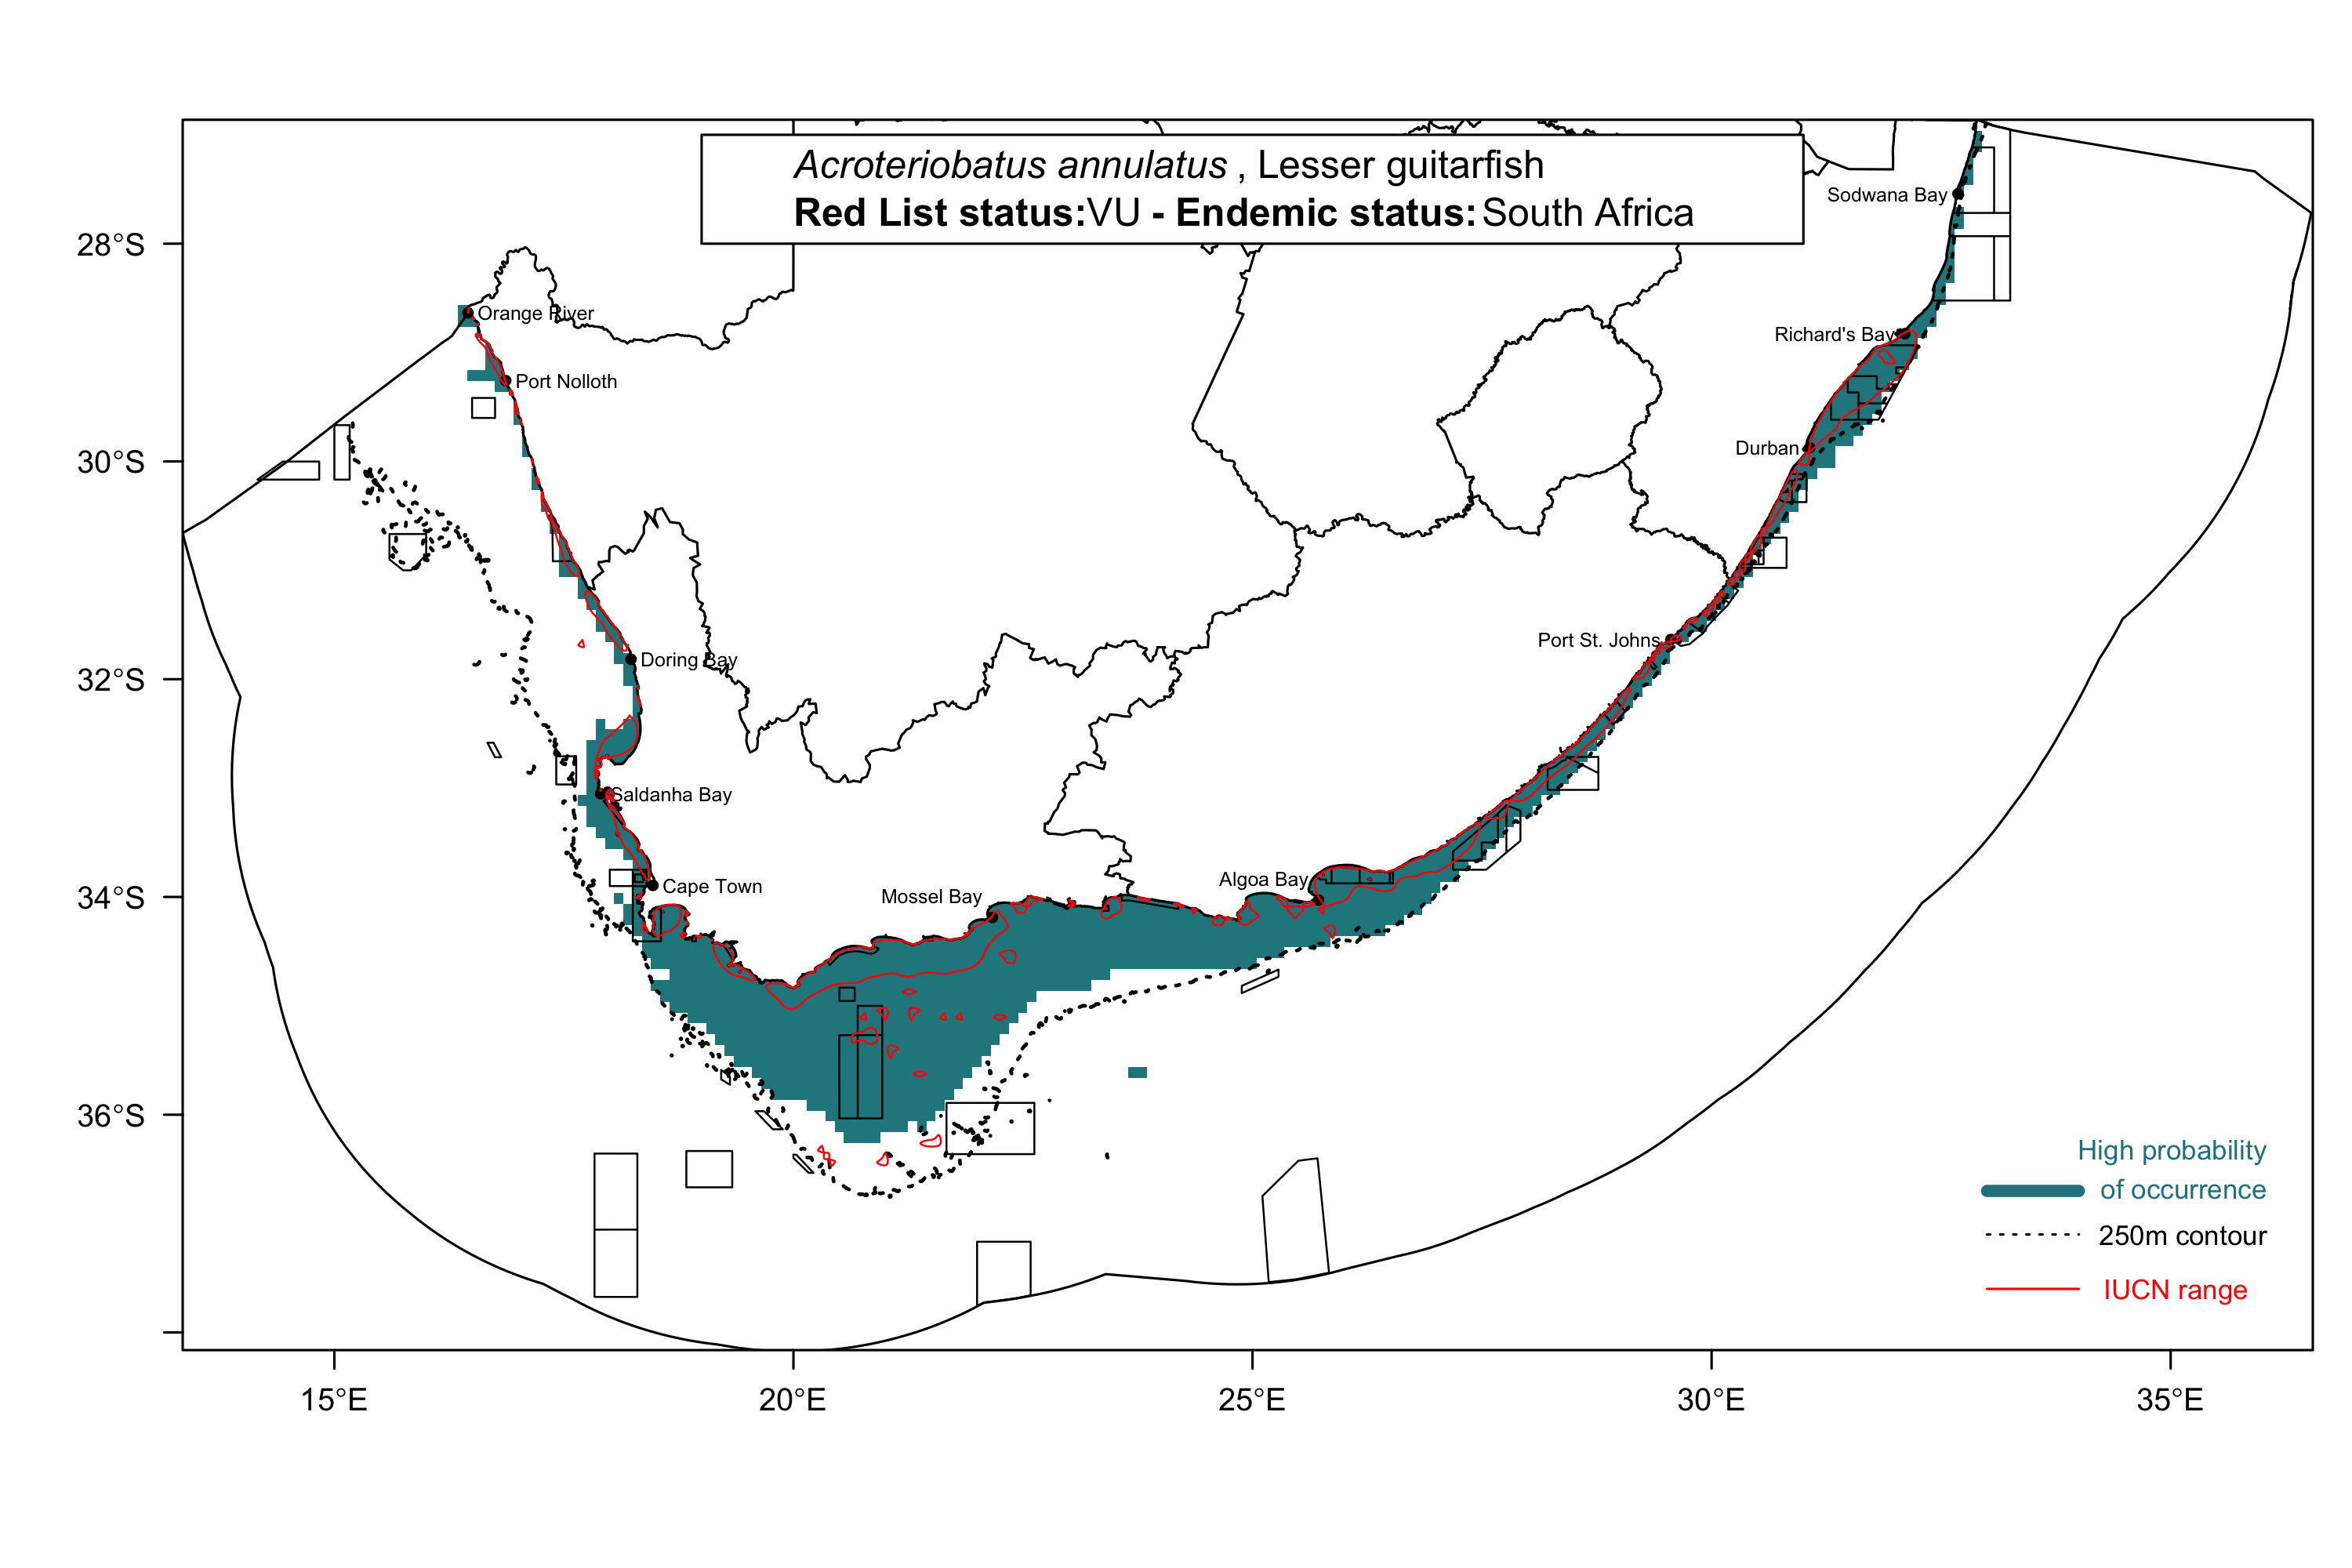 Acroteriobatus annulatus , Lesser guitarfish
Red List status:VU - Endemic status: South Africa
Sodwana Bay
28°S
Orange River
Richard's Bay
Port Nolloth
Durban
30°S
Port St. Johns
Doring Bay
32°S
Saldanha Bay
Algoa Bay
Cape Town
Mossel Bay
34°S
36°S
High probability
of occurrence
250m contour
IUCN range
15°E
20°E
25°E
30°E
35°E